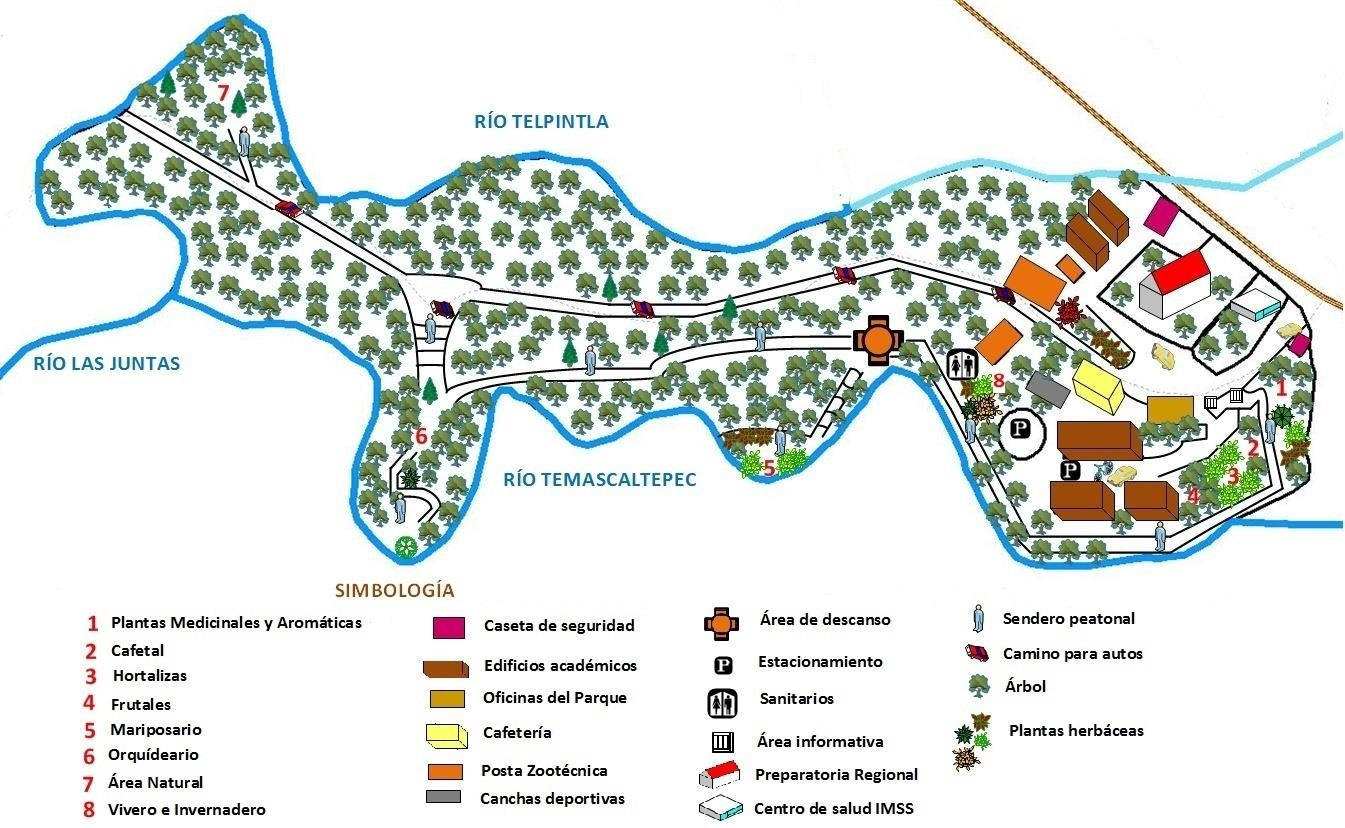 7
RÍO TELPINTLA
RÍO LAS JUNTAS
8
1
6
P
2
5
3
RÍO TEMASCALTEPEC
P
4
SIMBOLOGÍA
1 Plantas Medicinales y Aromáticas
2 Cafetal
3 Hortalizas
4 Frutales
5 Mariposario
6 Orquídeario
7 Área Natural
8 Vivero e Invernadero
Caseta de seguridad
Edificios académicos
Oficinas del Parque
Cafetería
Posta Zootécnica
Canchas deportivas
Área de descanso
P Estacionamiento
Sanitarios
Área informativa
Preparatoria Regional
Centro de salud IMSS
Sendero peatonal
Camino para autos
Árbol
Plantas herbáceas